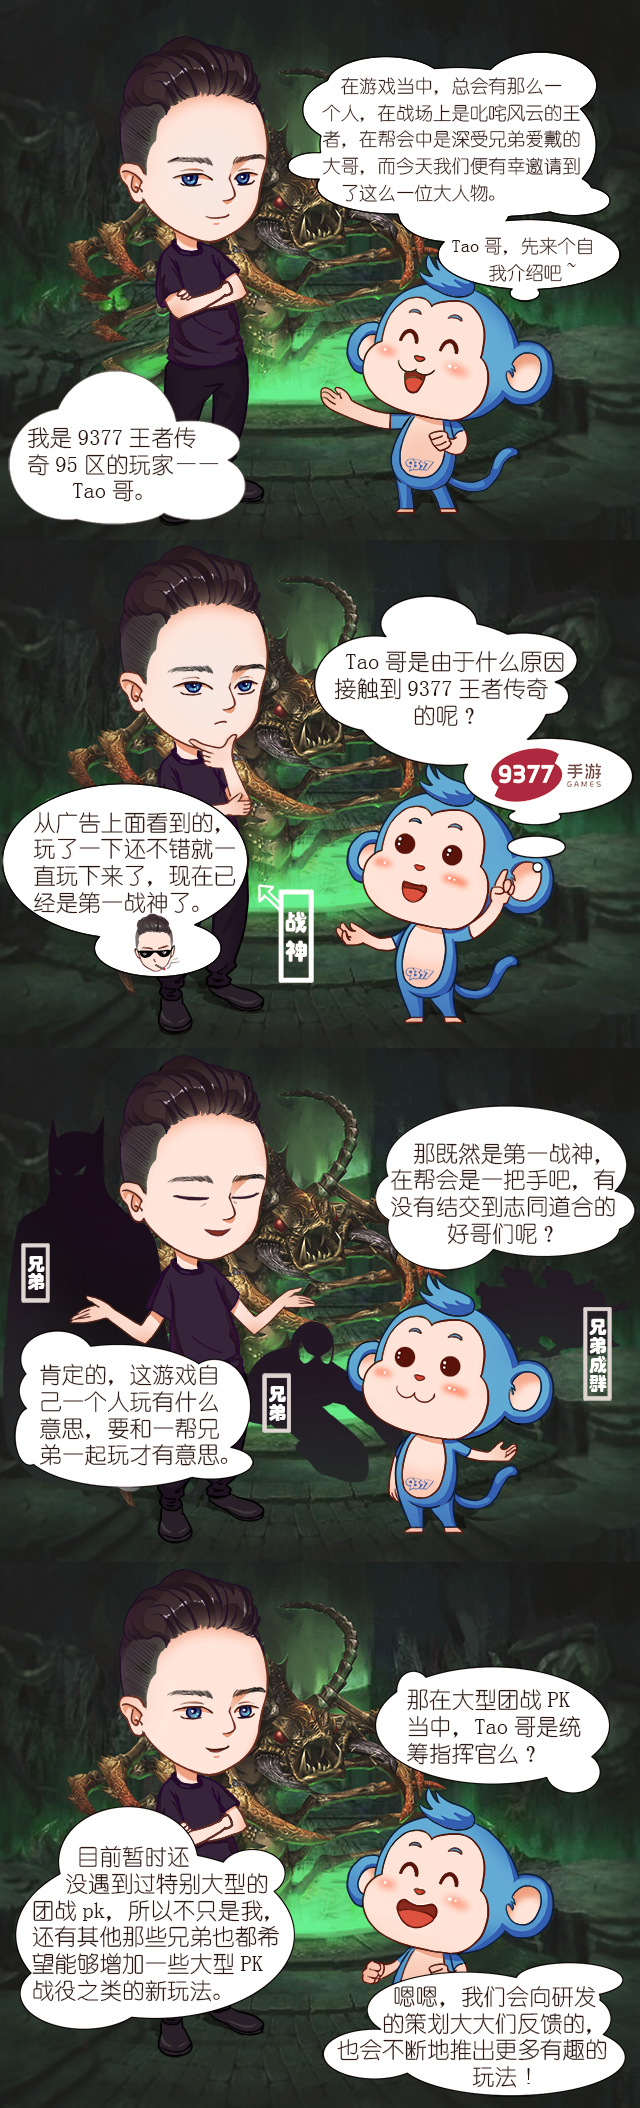 在游戏当中，总会有那么一
个人，在战场上是叱咤风云的王
者，在帮会中是深受兄弟爱戴的
大哥，而今天我们便有幸邀请到
了这么一位大人物。
Tao 哥，先来个自
我介绍吧~
我是 9377 王者传
奇 95 区的玩家——
Tao 哥。
9377
Tao 哥是由于什么原因
接触到 9377 王者传奇
的呢？
9377 手游
GAMES
从广告上面看到的，
玩了一下还不错就一
直玩下来了，现在已
经是第一战神了。
战神
9377
那既然是第一战神，
在帮会是一把手吧，有
没有结交到志同道合的
好哥们呢？
兄弟
兄弟成群
肯定的，这游戏自
己一个人玩有什么
意思，要和一帮兄
弟一起玩才有意思。
兄弟
9377
那在大型团战 PK
当中，Tao 哥是统
筹指挥官么？
目前暂时还
没遇到过特别大型的
团战 pk，所以不只是我，
还有其他那些兄弟也都希
望能够增加一些大型 PK
战役之类的新玩法。
嗯嗯，我们会向研发
的策划大大们反馈的，
也会不断地推出更多有趣的
玩法！